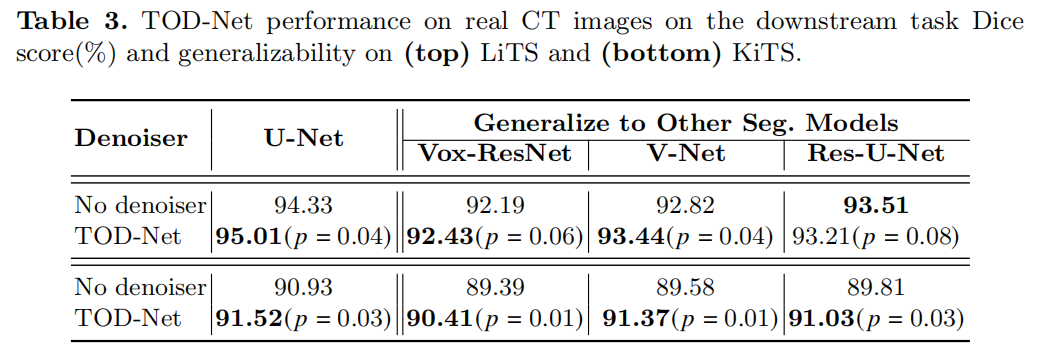 Table 3. TOD-Net performance on real CT images on the downstream task Dice
score(%) and generalizability on (top) LiTS and (bottom) KiTS.
Denoiser U-Net Generalize to Other Seg. Models
Vox-ResNet V-Net Res-U-Net
No denoiser 94.33 92.19 92.82 93.51
TOD-Net 95.01(p = 0.04) 92.43(p = 0.06) 93.44(p = 0.04) 93.21(p = 0.08)
No denoiser 90.93 89.39 89.58 89.81
TOD-Net 91.52(p = 0.03) 90.41(p = 0.01) 91.37(p = 0.01) 91.03(p = 0.03)